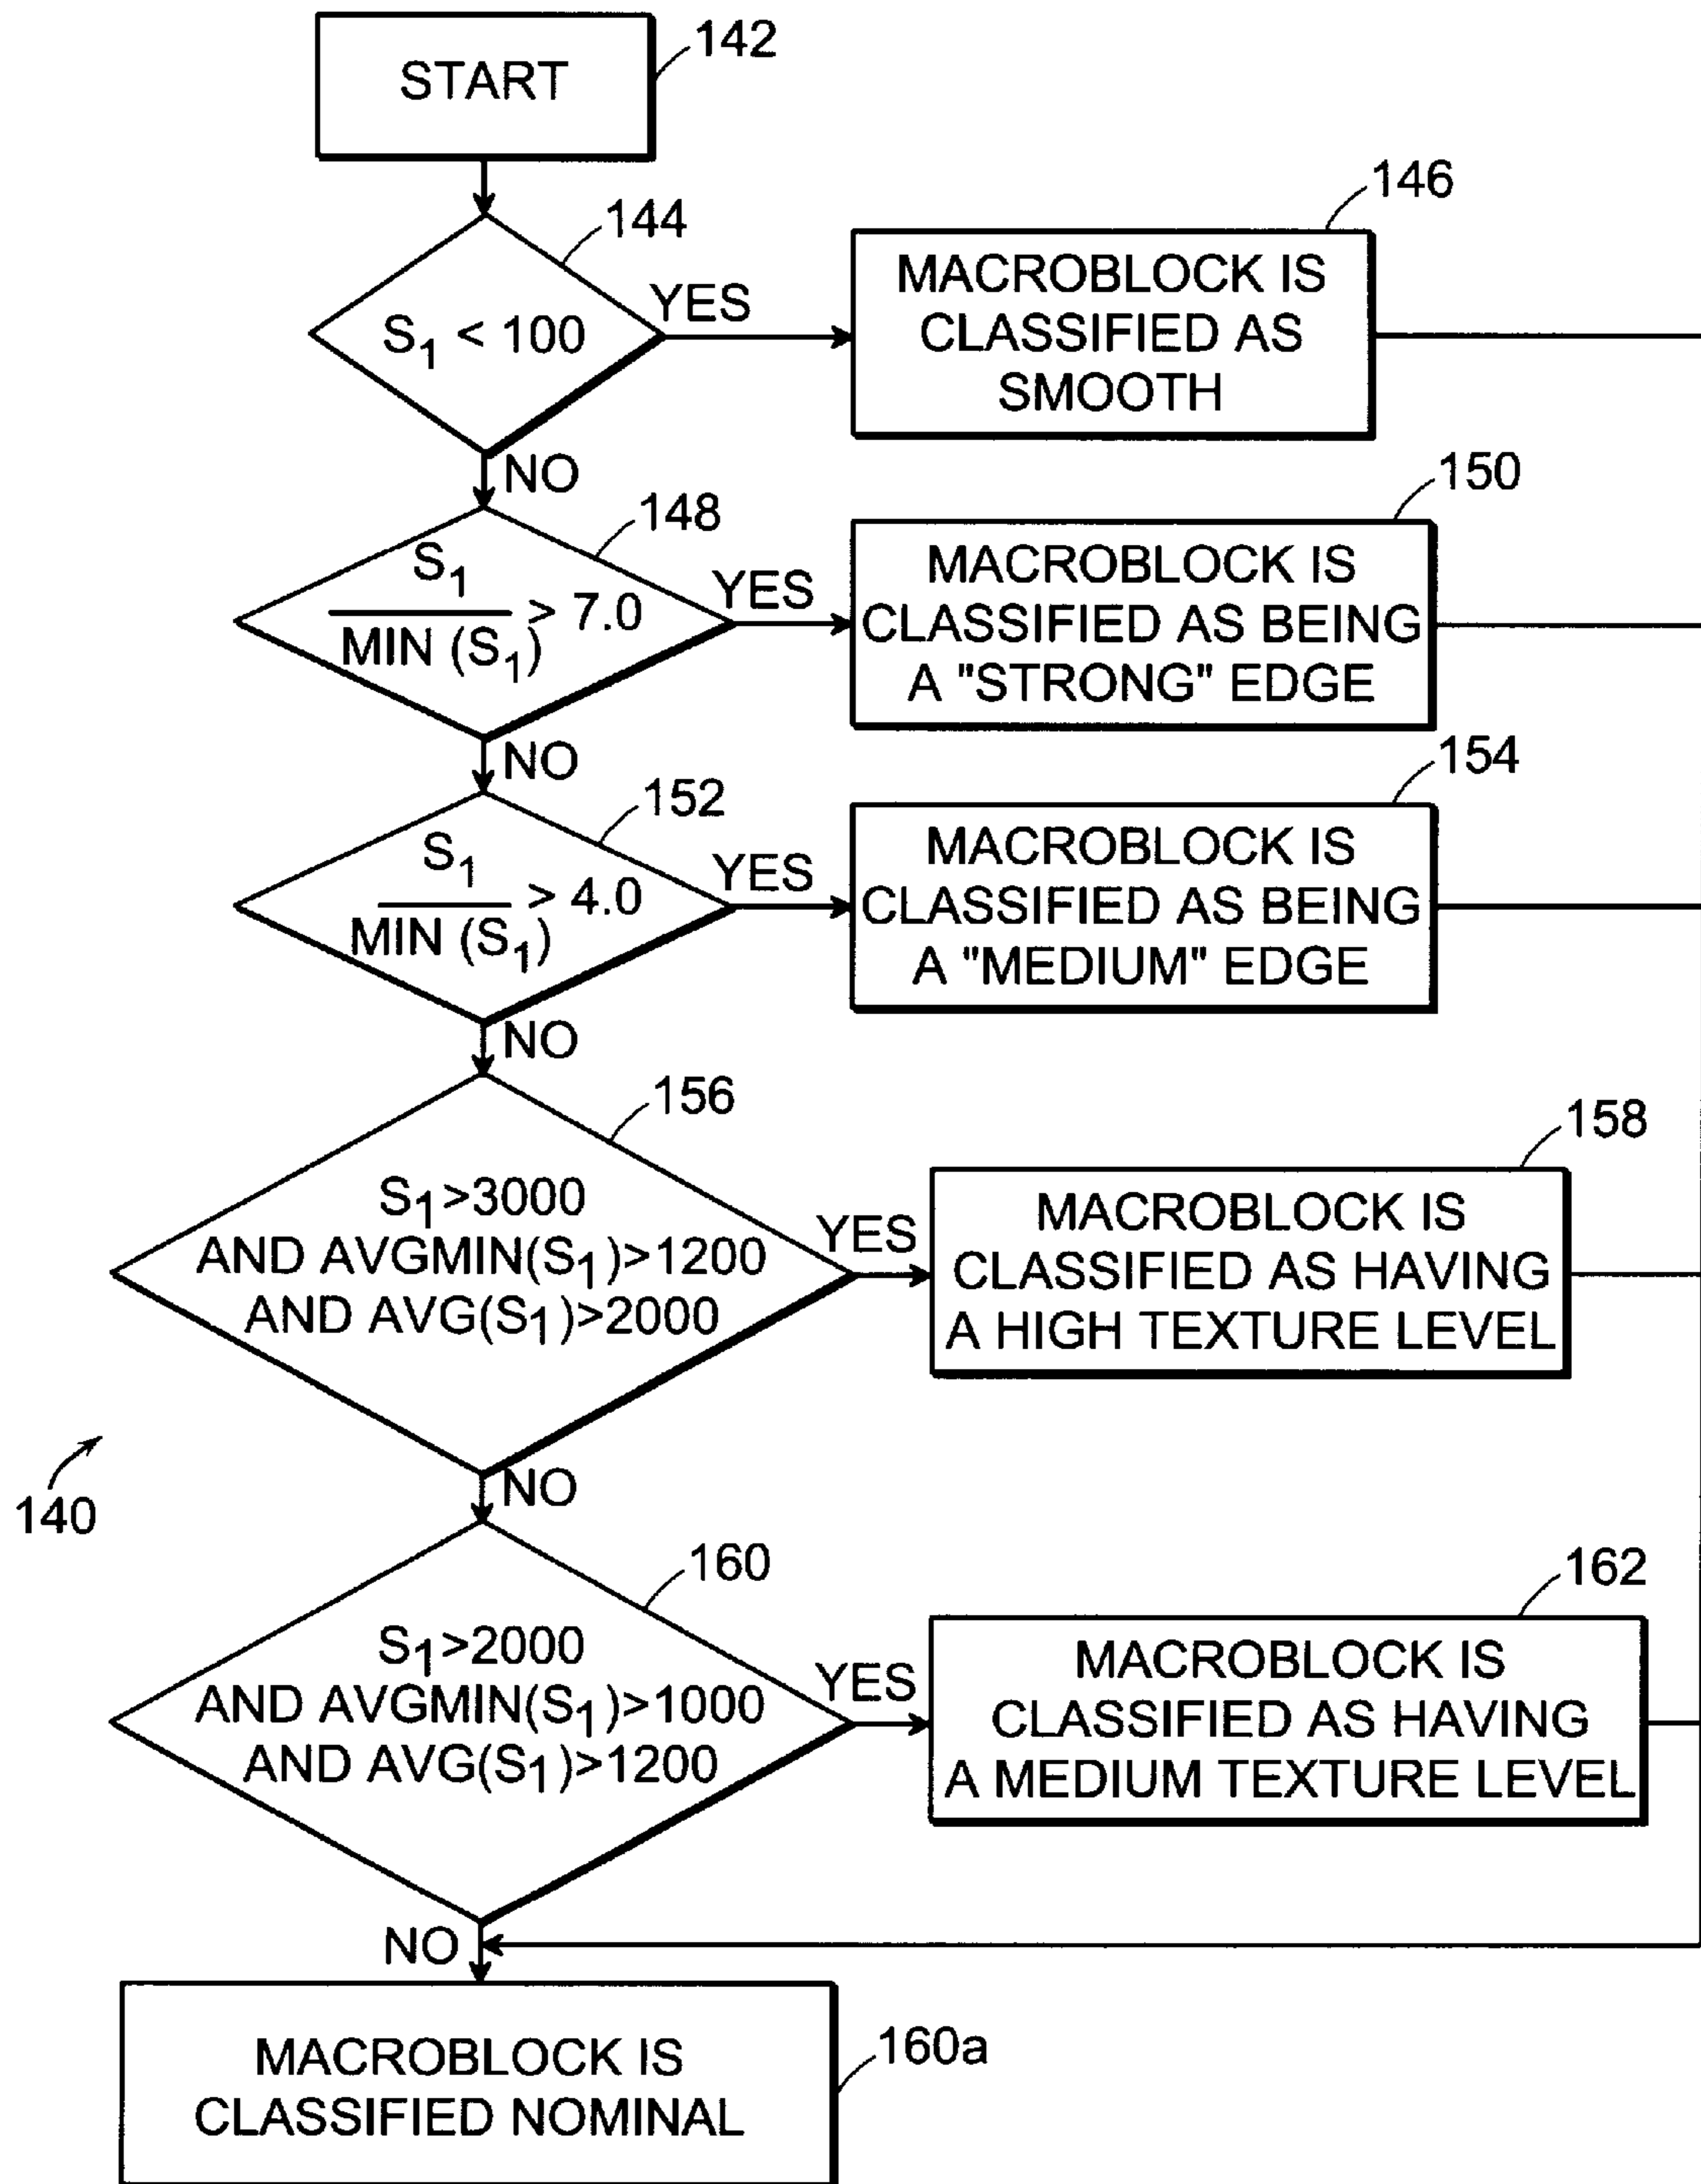 START
142
144
S₁ < 100
YES
146
MACROBLOCK IS
CLASSIFIED AS
SMOOTH
NO
148
S₁
> 7.0
MIN (S₁)
YES
150
MACROBLOCK IS
CLASSIFIED AS BEING
A "STRONG" EDGE
NO
152
S₁
> 4.0
MIN (S₁)
YES
154
MACROBLOCK IS
CLASSIFIED AS BEING
A "MEDIUM" EDGE
NO
156
S₁>3000
AND AVGMIN(S₁)>1200
AND AVG(S₁)>2000
YES
158
MACROBLOCK IS
CLASSIFIED AS HAVING
A HIGH TEXTURE LEVEL
140
NO
160
S₁>2000
AND AVGMIN(S₁)>1000
AND AVG(S₁)>1200
YES
162
MACROBLOCK IS
CLASSIFIED AS HAVING
A MEDIUM TEXTURE LEVEL
NO
MACROBLOCK IS
CLASSIFIED NOMINAL
160a